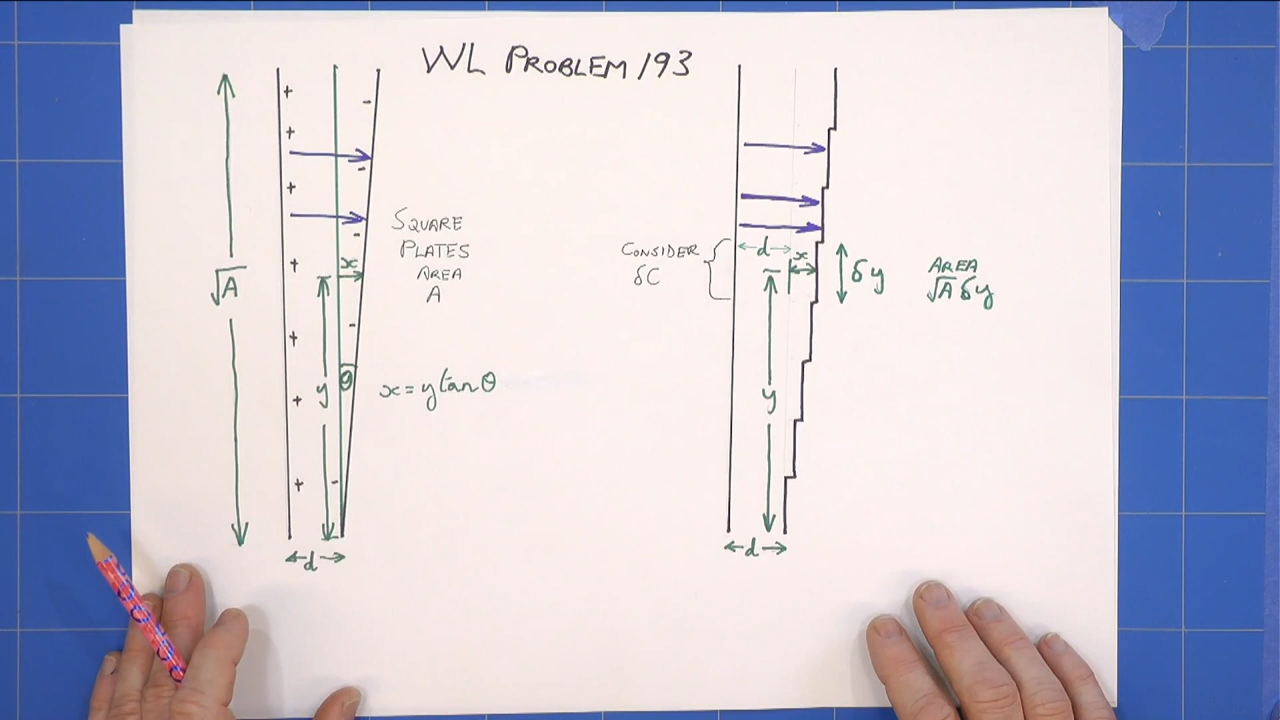 WL PROBLEM 193
+
-
+
+
-
-
SQUARE
PLATES
AREA
A
x
+
√A
+
-
y
θ
x = y tan θ
+
+
-
←d→
CONSIDER
δC
←d→
x
δy
AREA
√A δy
y
←d→